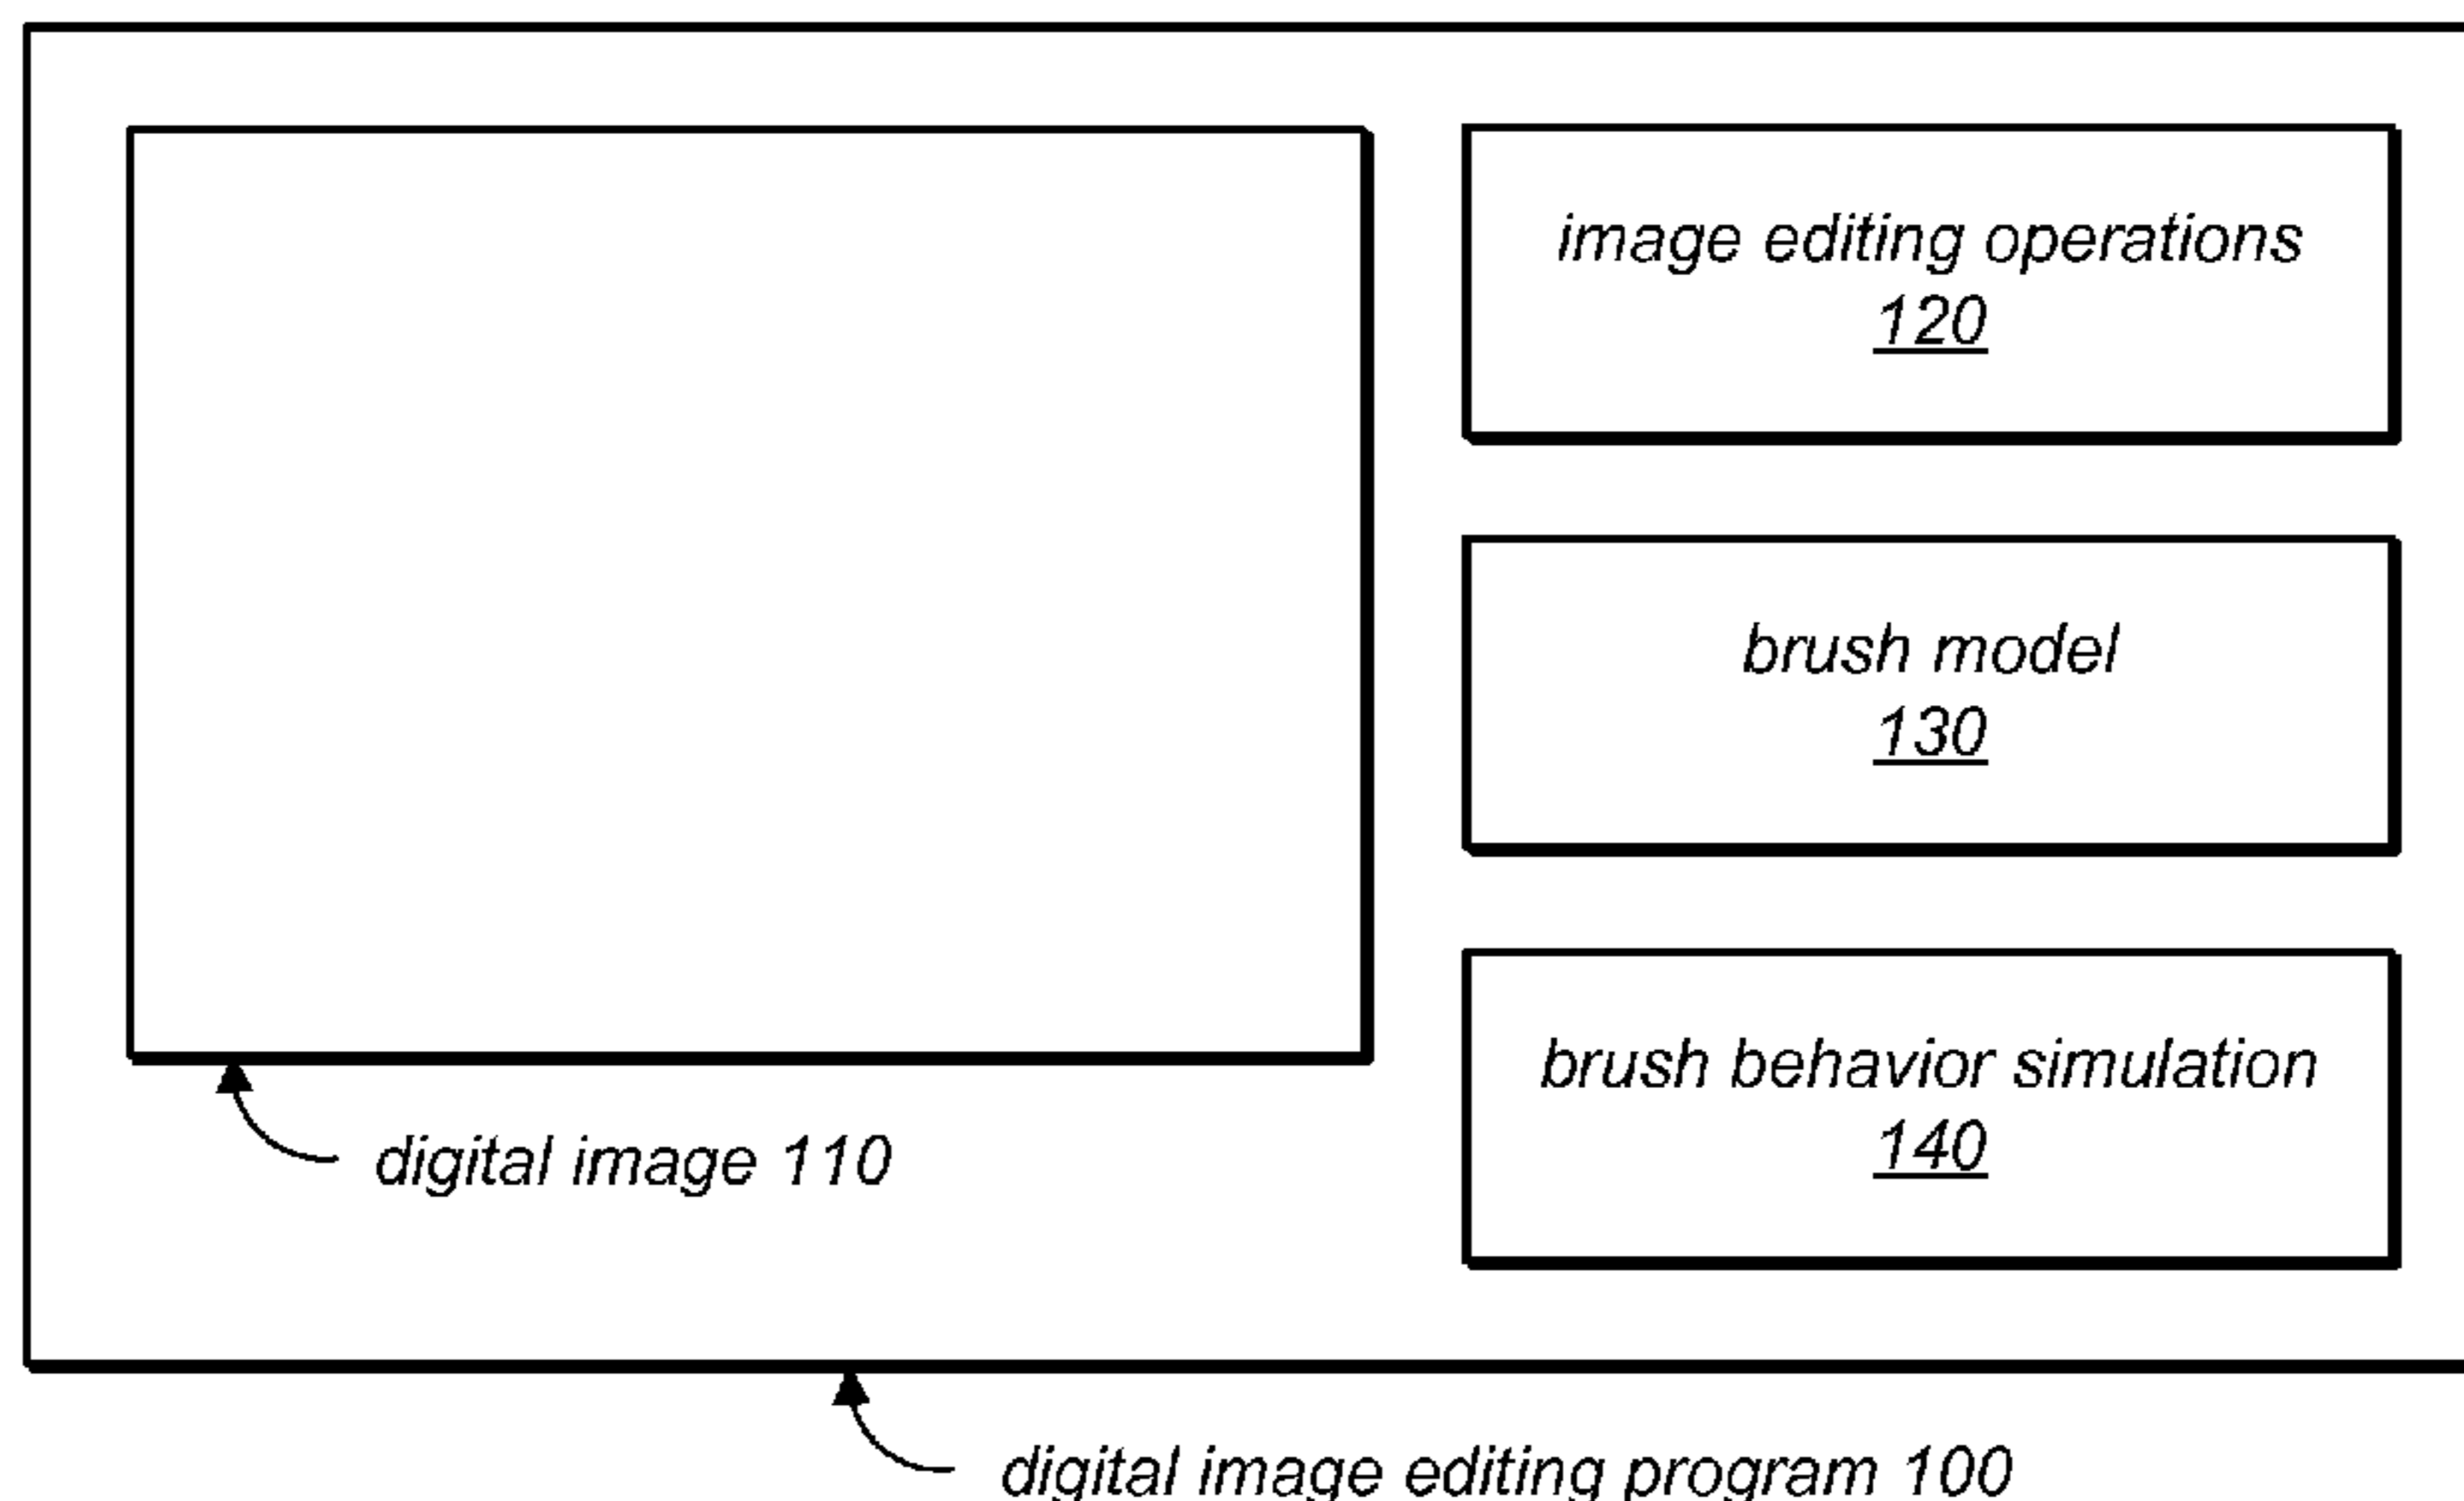 image editing operations
120
brush model
130
brush behavior simulation
140
digital image 110
digital image editing program 100